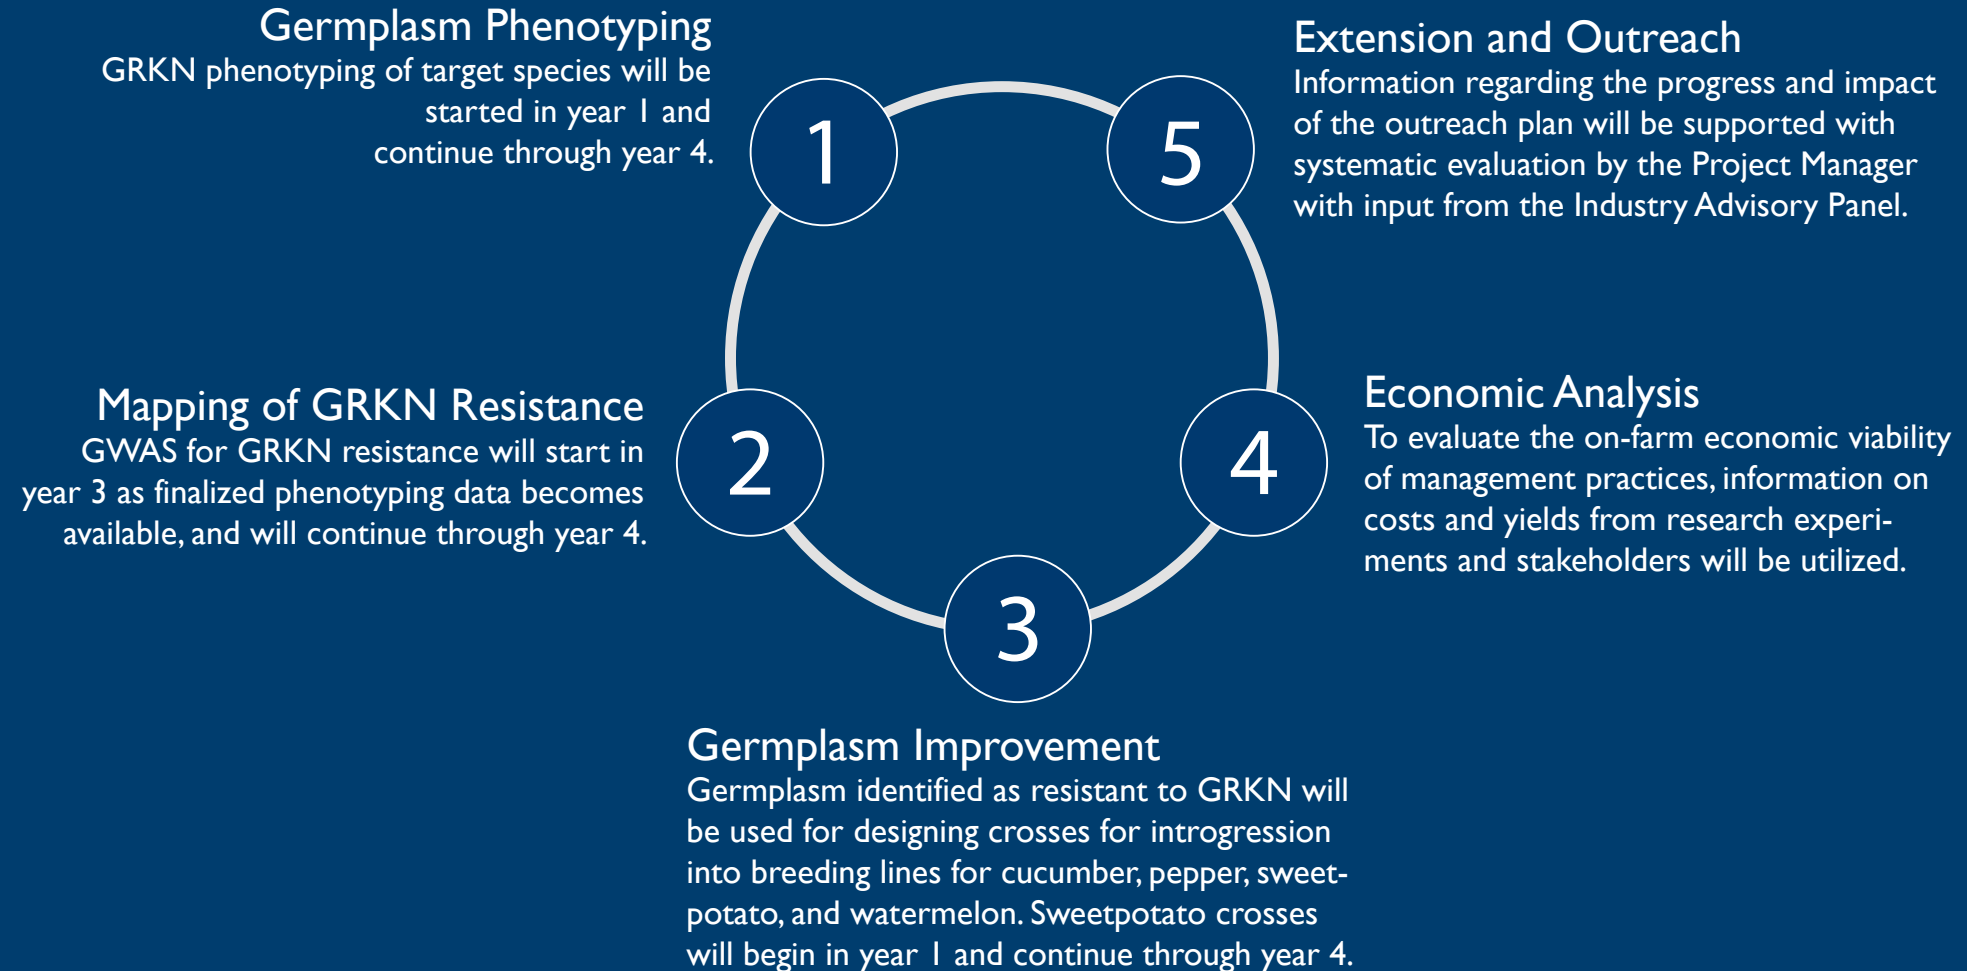 Germplasm Phenotyping
GRKN phenotyping of target species will be
started in year 1 and
continue through year 4.
1
Mapping of GRKN Resistance
GWAS for GRKN resistance will start in
year 3 as finalized phenotyping data becomes
available, and will continue through year 4.
2
3
Germplasm Improvement
Germplasm identified as resistant to GRKN will
be used for designing crosses for introgression
into breeding lines for cucumber, pepper, sweet-
potato, and watermelon. Sweetpotato crosses
will begin in year 1 and continue through year 4.
4
Economic Analysis
To evaluate the on-farm economic viability
of management practices, information on
costs and yields from research experi-
ments and stakeholders will be utilized.
5
Extension and Outreach
Information regarding the progress and impact
of the outreach plan will be supported with
systematic evaluation by the Project Manager
with input from the Industry Advisory Panel.